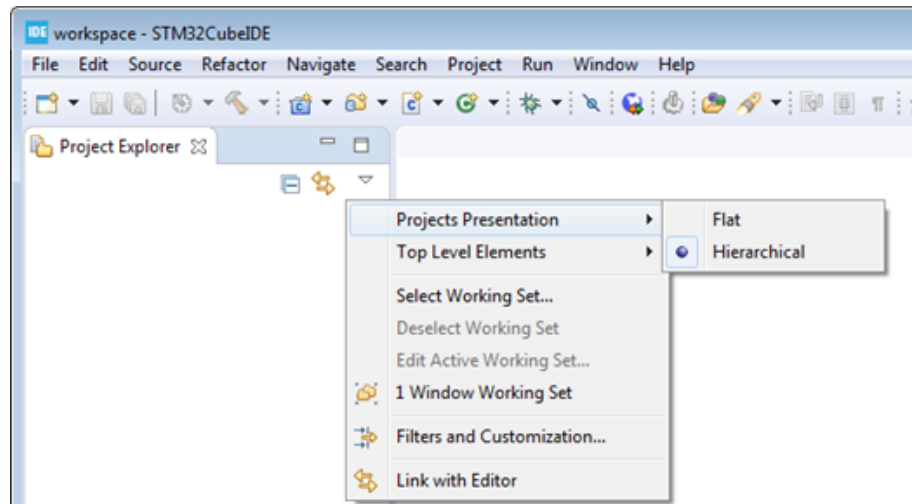 IDE workspace - STM32CubeIDE
File Edit Source Refactor Navigate Search Project Run Window Help
Project Explorer
Projects Presentation
Flat
Top Level Elements
Hierarchical
Select Working Set...
Deselect Working Set
Edit Active Working Set...
1 Window Working Set
Filters and Customization...
Link with Editor